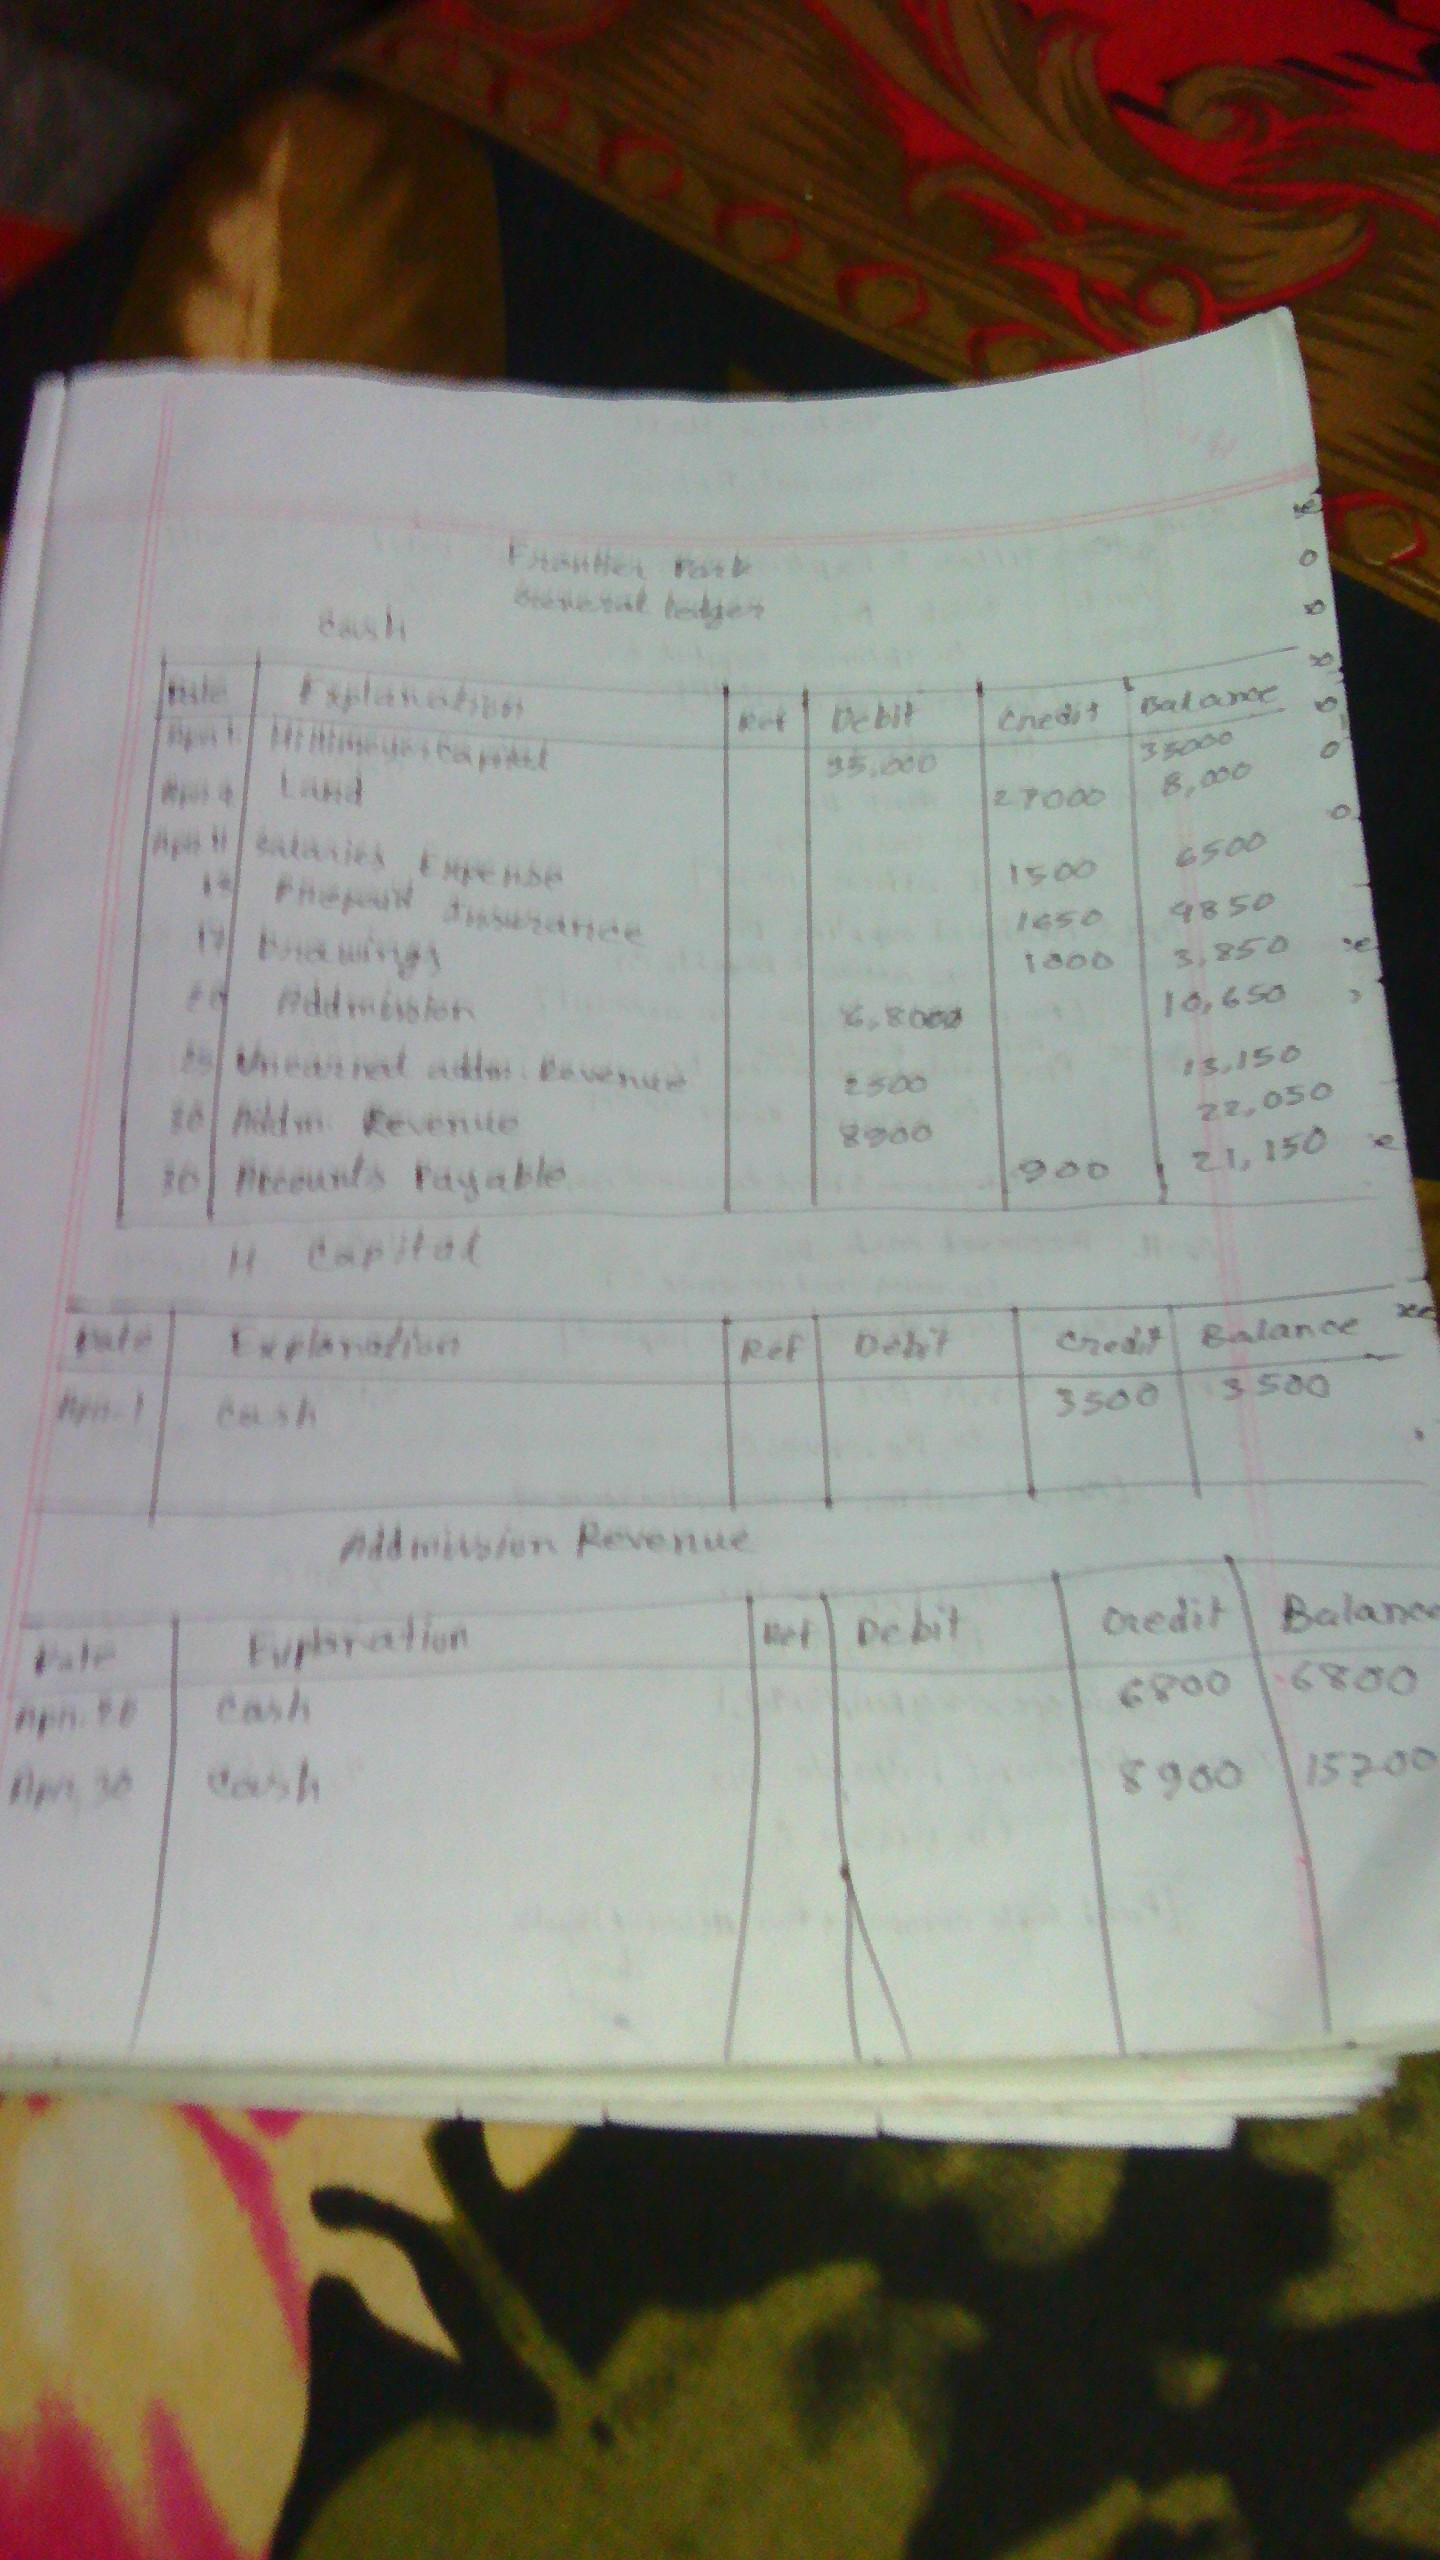 Frontier Park
General Ledger
Cash
Date Explanation Ref Debit Credit Balance
Apr. 1 Capital 35,000 35000
Apr. 4 Land 27000 8,000
Apr. 11 Salaries Expense 1500 6500
Prepaid Insurance 1650 4850
17 Drawings 1000 3,850
20 Addmission 6,8000 10,650
25 Unearned addm. Revenue 2500 13,150
30 Addm. Revenue 8900 22,050
30 Accounts Payable 900 21,150
H. Capital
Date Explanation Ref Debit Credit Balance
Apr. 1 Cash 3500 3500
Addmission Revenue
Date Explanation Ref Debit Credit Balance
Apr. 20 Cash 6800 6800
Apr. 30 Cash 8900 15700